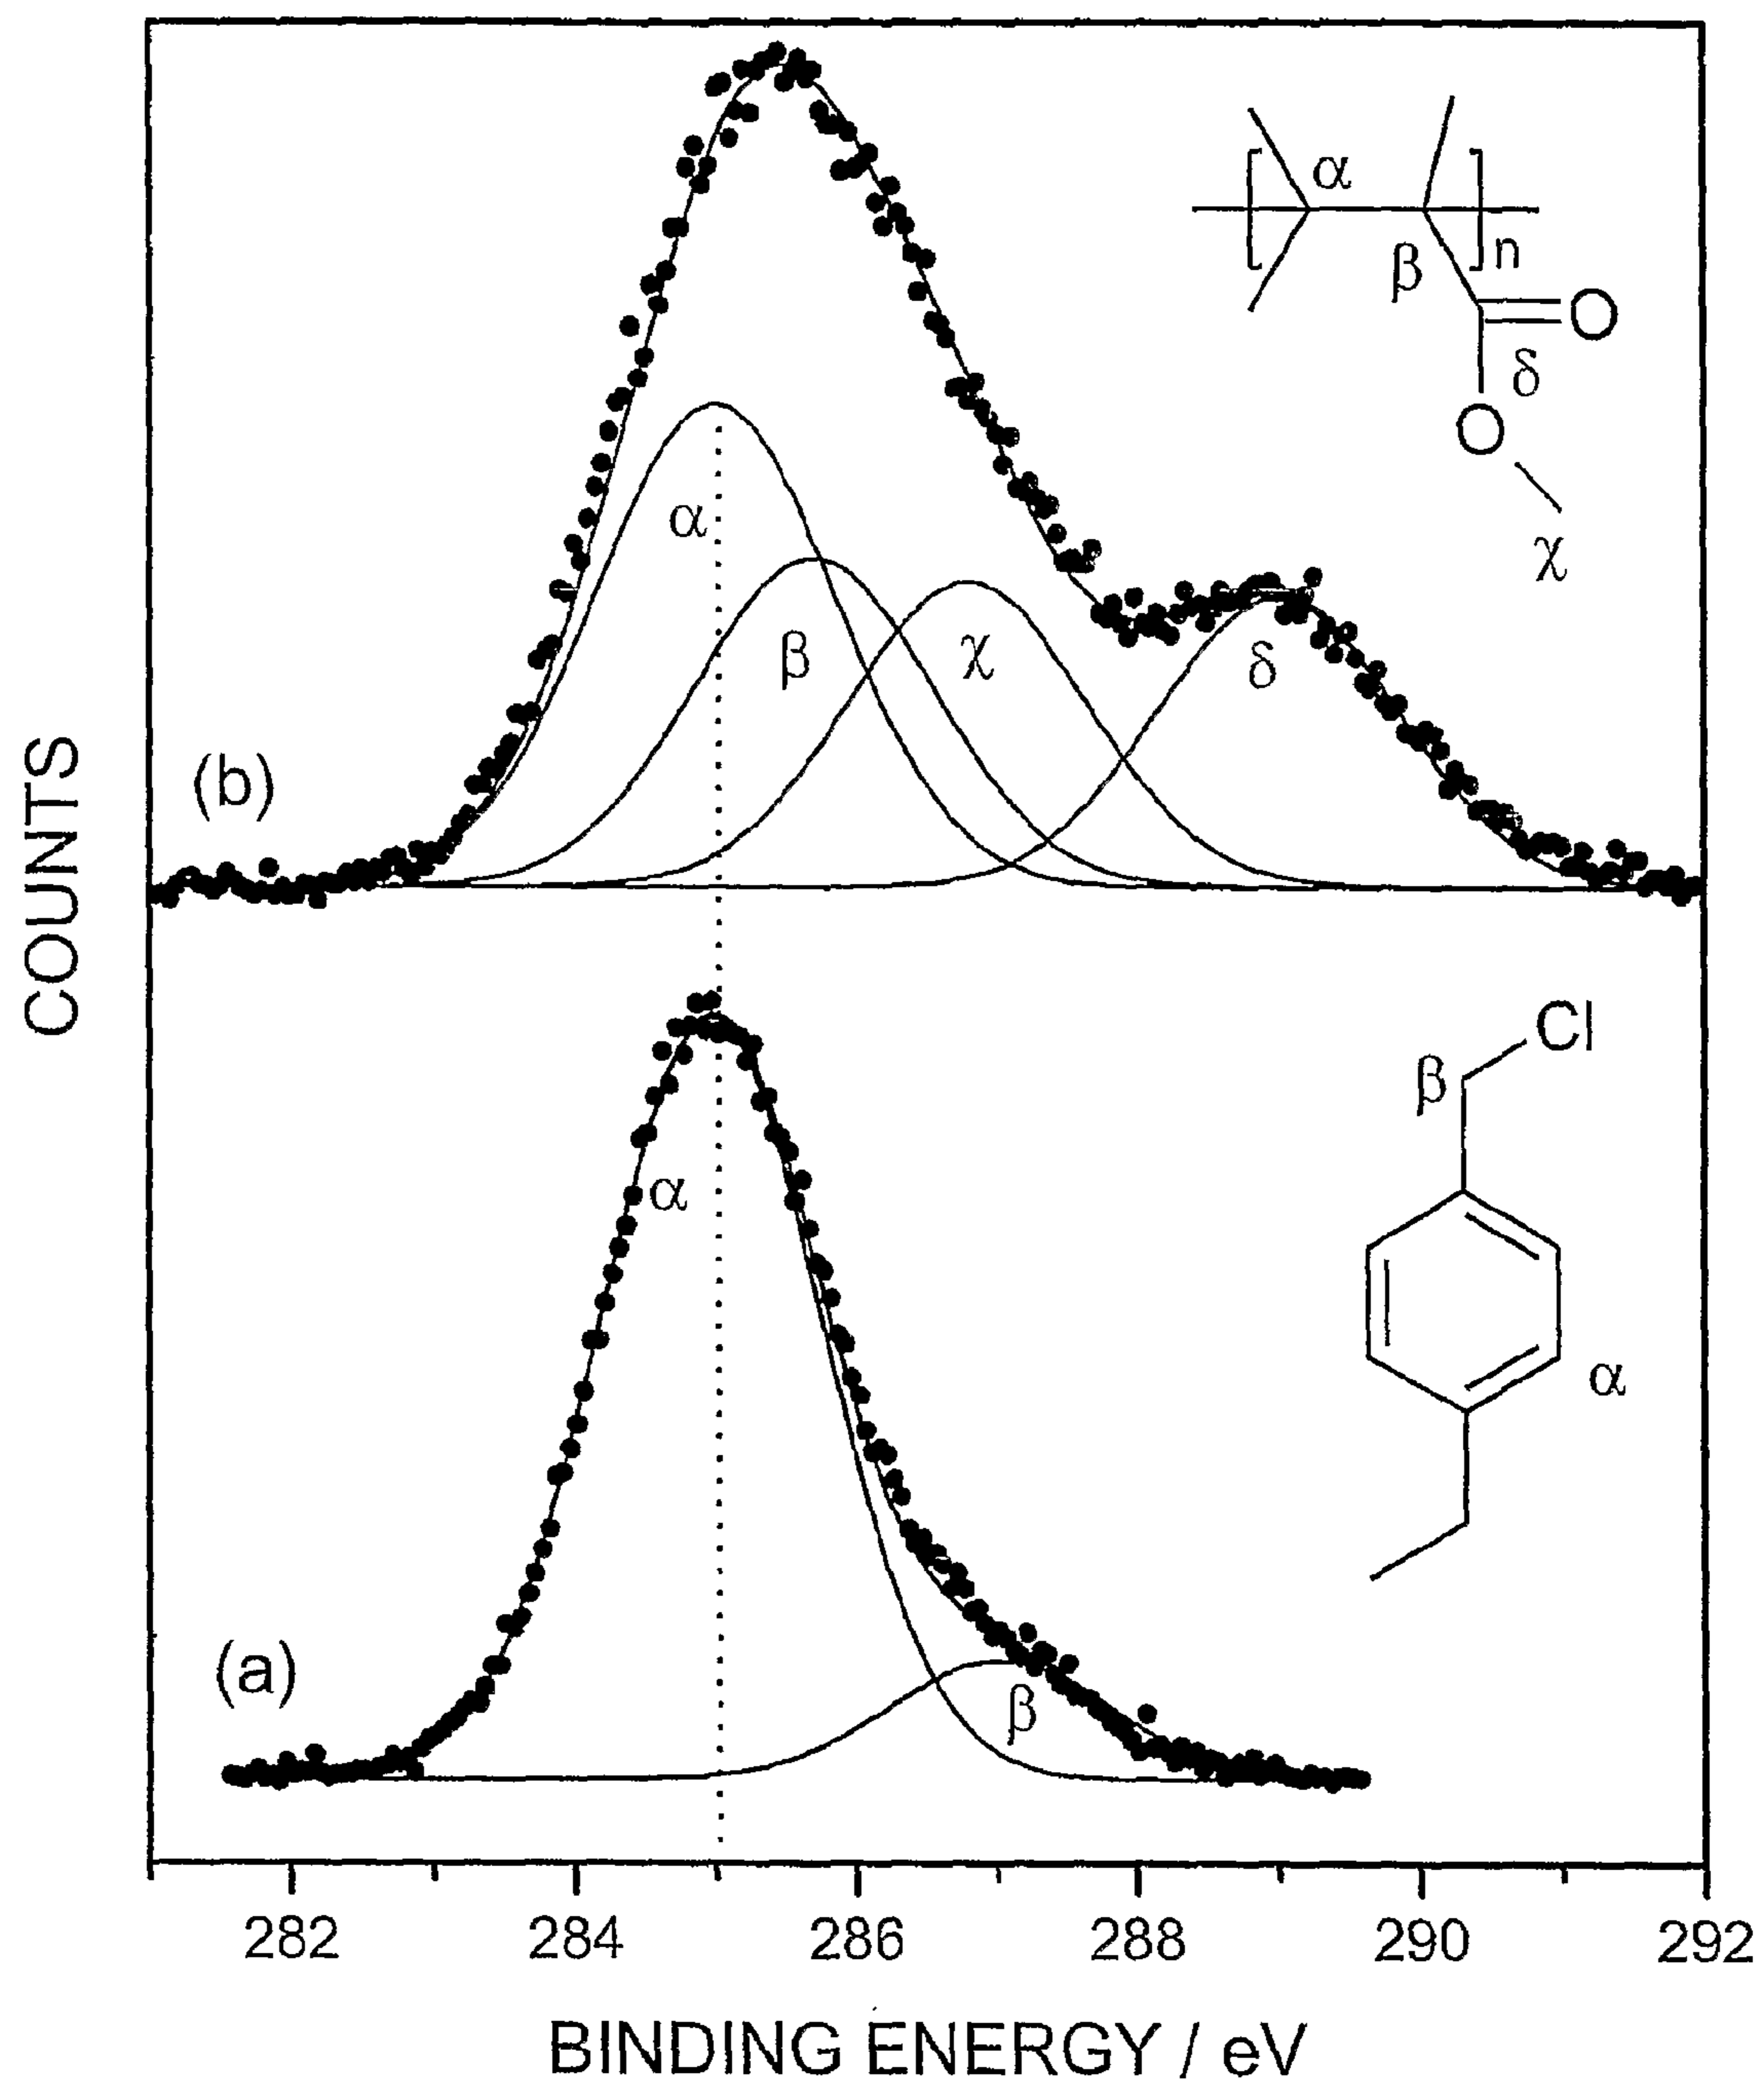 α
]n
β
O
δ
O
χ
α
β
χ
δ
(b)
COUNTS
Cl
β
α
α
(a)
β
282 284 286 288 290 292
BINDING ENERGY / eV